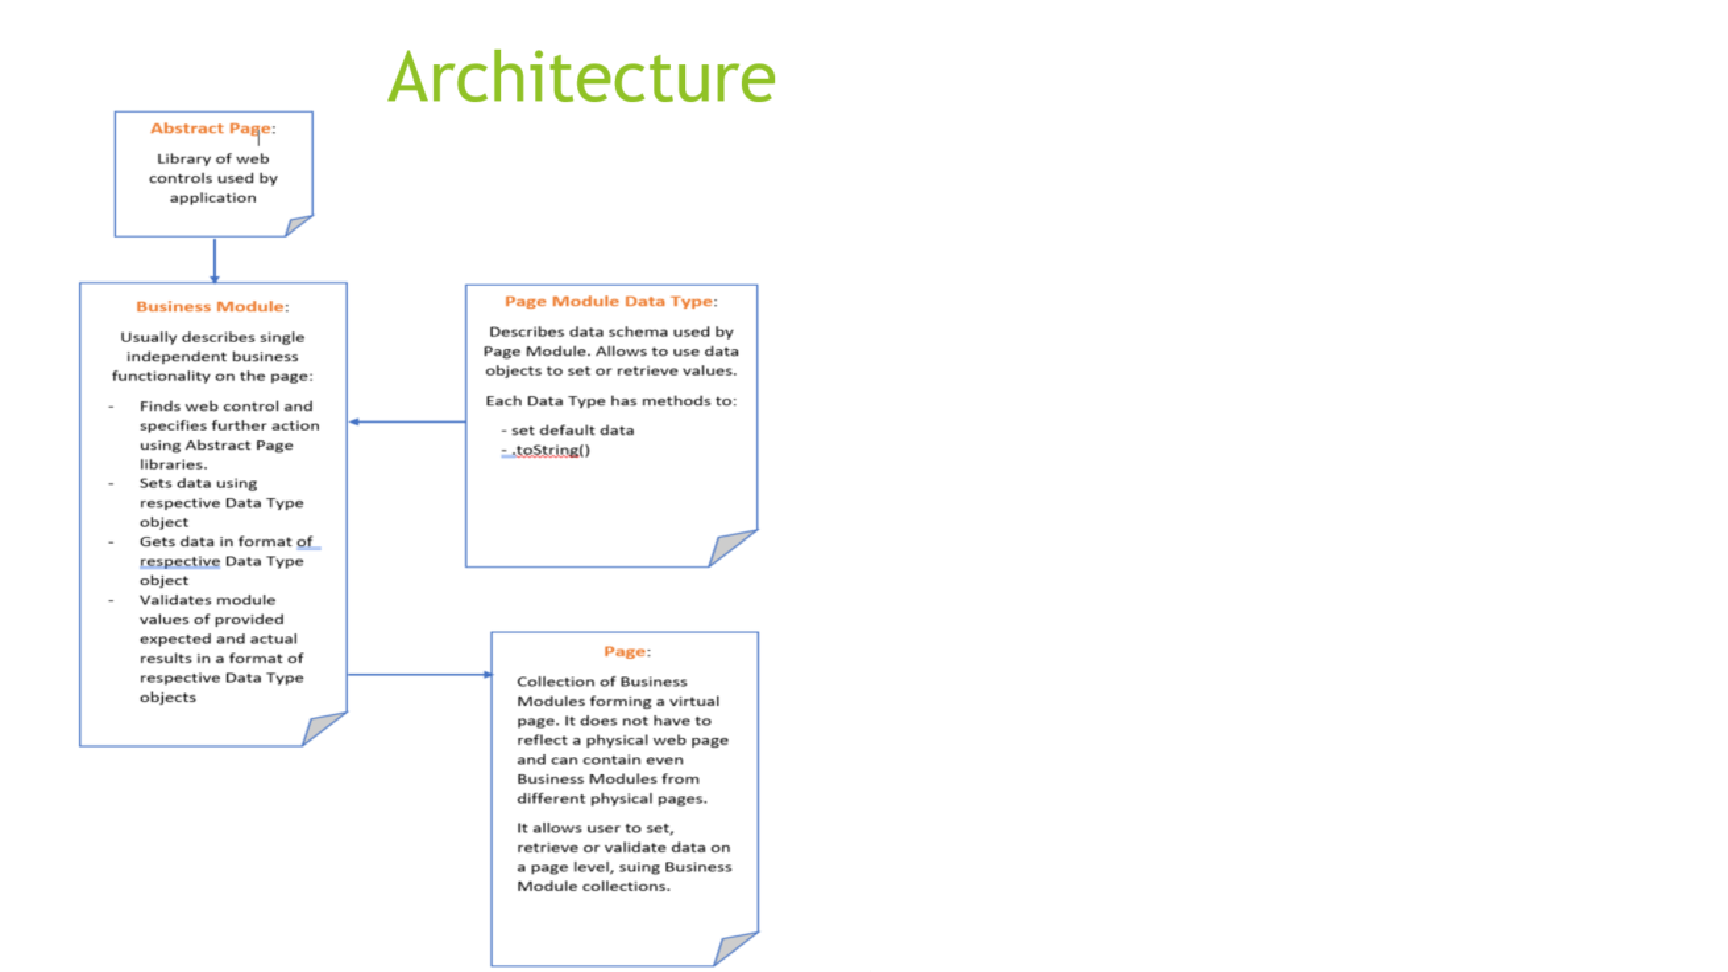 Architecture
Abstract Page:
Library of web
controls used by
application
Business Module:
Usually describes single
independent business
functionality on the page:
- Finds web control and
specifies further action
using Abstract Page
libraries.
- Sets data using
respective Data Type
object
- Gets data in format of
respective Data Type
object
- Validates module
values of provided
expected and actual
results in a format of
respective Data Type
objects
Page Module Data Type:
Describes data schema used by
Page Module. Allows to use data
objects to set or retrieve values.
Each Data Type has methods to:
- set default data
- .toString()
Page:
Collection of Business
Modules forming a virtual
page. It does not have to
reflect a physical web page
and can contain even
Business Modules from
different physical pages.
It allows user to set,
retrieve or validate data on
a page level, suing Business
Module collections.